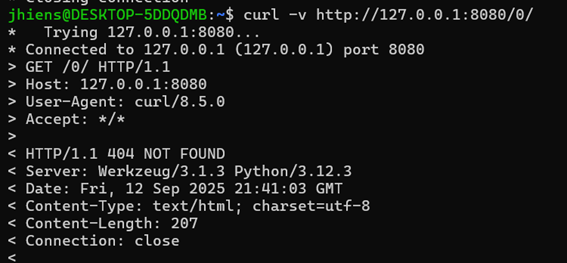 * Closing connection
jhiens@DESKTOP-5DDQDMB:~$ curl -v http://127.0.0.1:8080/0/
*   Trying 127.0.0.1:8080...
* Connected to 127.0.0.1 (127.0.0.1) port 8080
> GET /0/ HTTP/1.1
> Host: 127.0.0.1:8080
> User-Agent: curl/8.5.0
> Accept: */*
>
< HTTP/1.1 404 NOT FOUND
< Server: Werkzeug/3.1.3 Python/3.12.3
< Date: Fri, 12 Sep 2025 21:41:03 GMT
< Content-Type: text/html; charset=utf-8
< Content-Length: 207
< Connection: close
<